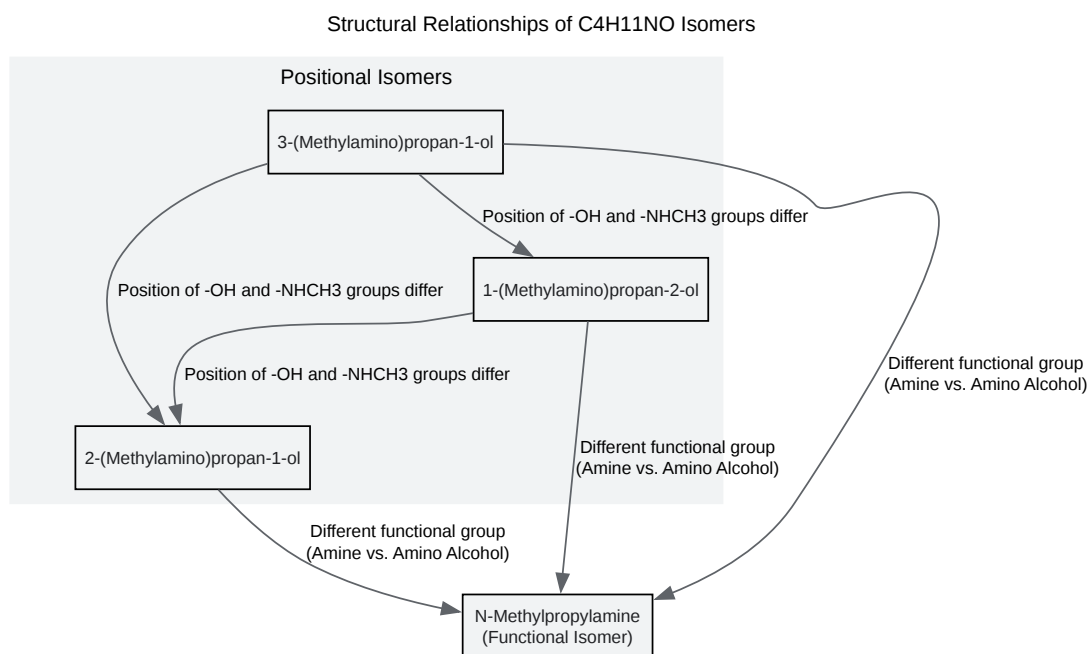 Structural Relationships of C4H11NO Isomers
Positional Isomers
3-(Methylamino)propan-1-ol
Position of -OH and -NHCH3 groups differ
Position of -OH and -NHCH3 groups differ
1-(Methylamino)propan-2-ol
Position of -OH and -NHCH3 groups differ
Different functional group
(Amine vs. Amino Alcohol)
2-(Methylamino)propan-1-ol
Different functional group
(Amine vs. Amino Alcohol)
Different functional group
(Amine vs. Amino Alcohol)
N-Methylpropylamine
(Functional Isomer)